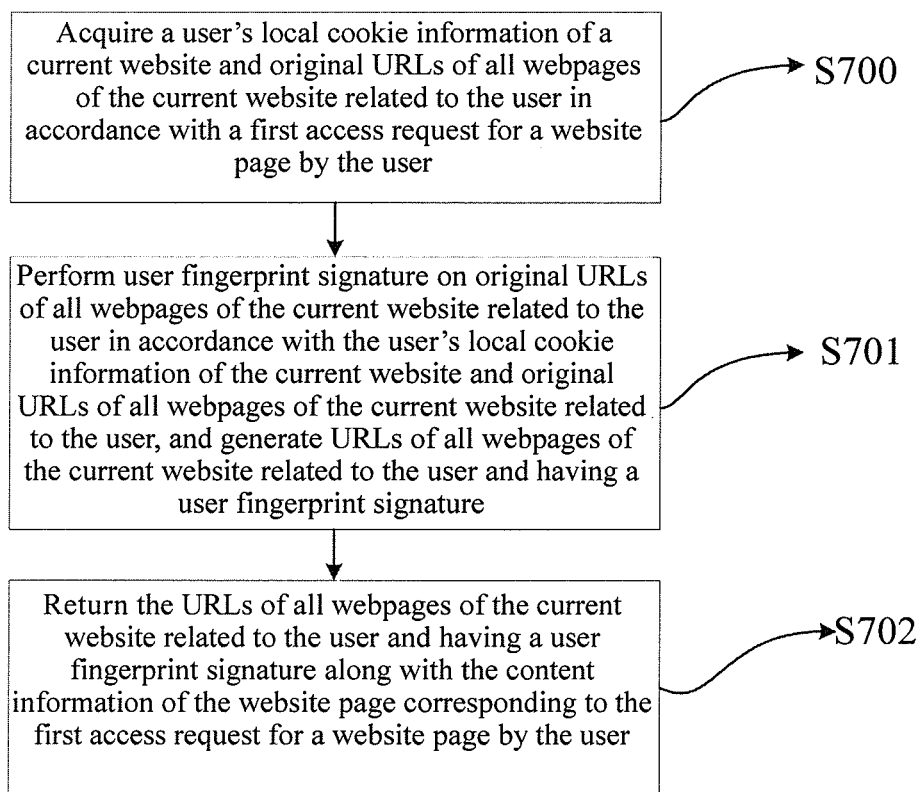 Acquire a user's local cookie information of a
current website and original URLs of all webpages
of the current website related to the user in
accordance with a first access request for a website
page by the user
S700
Perform user fingerprint signature on original URLs
of all webpages of the current website related to the
user in accordance with the user's local cookie
information of the current website and original
URLs of all webpages of the current website related
to the user, and generate URLs of all webpages of
the current website related to the user and having a
user fingerprint signature
S701
Return the URLs of all webpages of the current
website related to the user and having a user
fingerprint signature along with the content
information of the website page corresponding to the
first access request for a website page by the user
S702